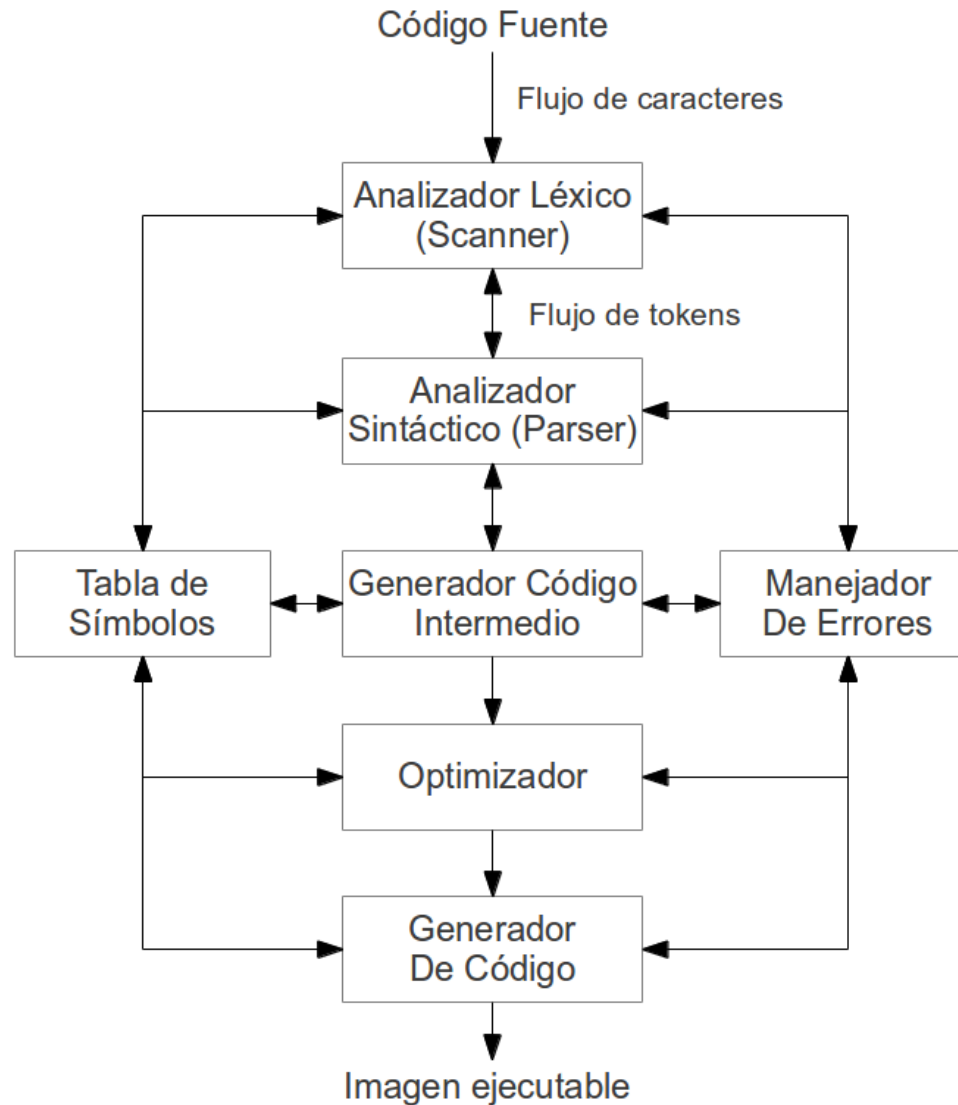 Código Fuente
Flujo de caracteres
Analizador Léxico
(Scanner)
Flujo de tokens
Analizador
Sintáctico (Parser)
Tabla de
Símbolos
Generador Código
Intermedio
Manejador
De Errores
Optimizador
Generador
De Código
Imagen ejecutable